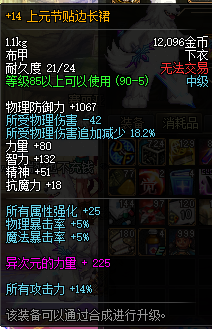 +14 上元节贴边长裙
1.1kg 12,096金币
布甲 下衣
耐久度 21/24 无法交易
等级85以上可以使用 (90-5) 中级
物理防御力 +1067
所受物理伤害 -42
所受物理伤害追加减少 18.2%
力量 +80
智力 +132
精神 +51
抗魔力 +18
所有属性强化 +25
物理暴击率 +5%
魔法暴击率 +5%
异次元的力量 + 225
所有攻击力 +14%
该装备可以通过合成进行升级。